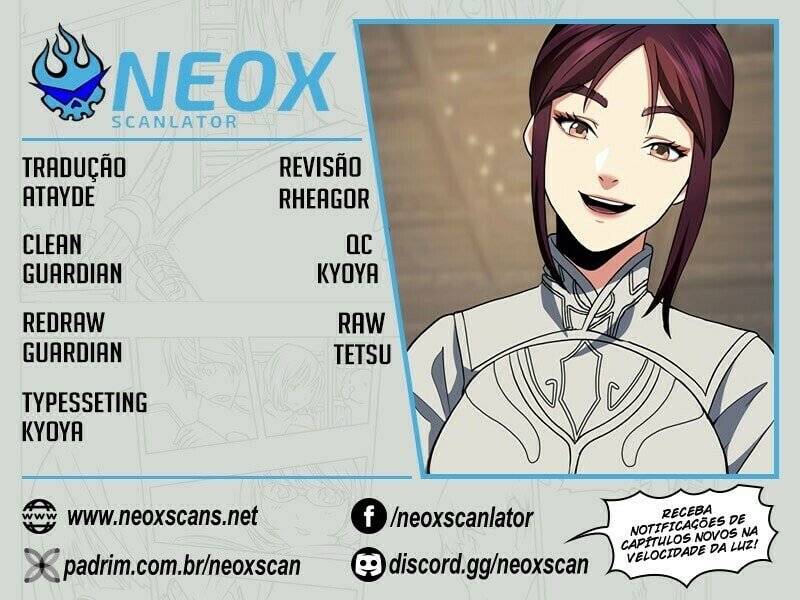 NEOX
SCANLATOR
TRADUÇÃO
ATAYDE
REVISÃO
RHEAGOR
CLEAN
GUARDIAN
QC
KYOYA
REDRAW
GUARDIAN
RAW
TETSU
TYPESSETING
KYOYA
www
www.neoxscans.net
f /neoxscanlator
padrim.com.br/neoxscan
discord.gg/neoxscan
RECEBA
NOTIFICAÇÕES DE
CAPÍTULOS NOVOS NA
VELOCIDADE DA LUZ!